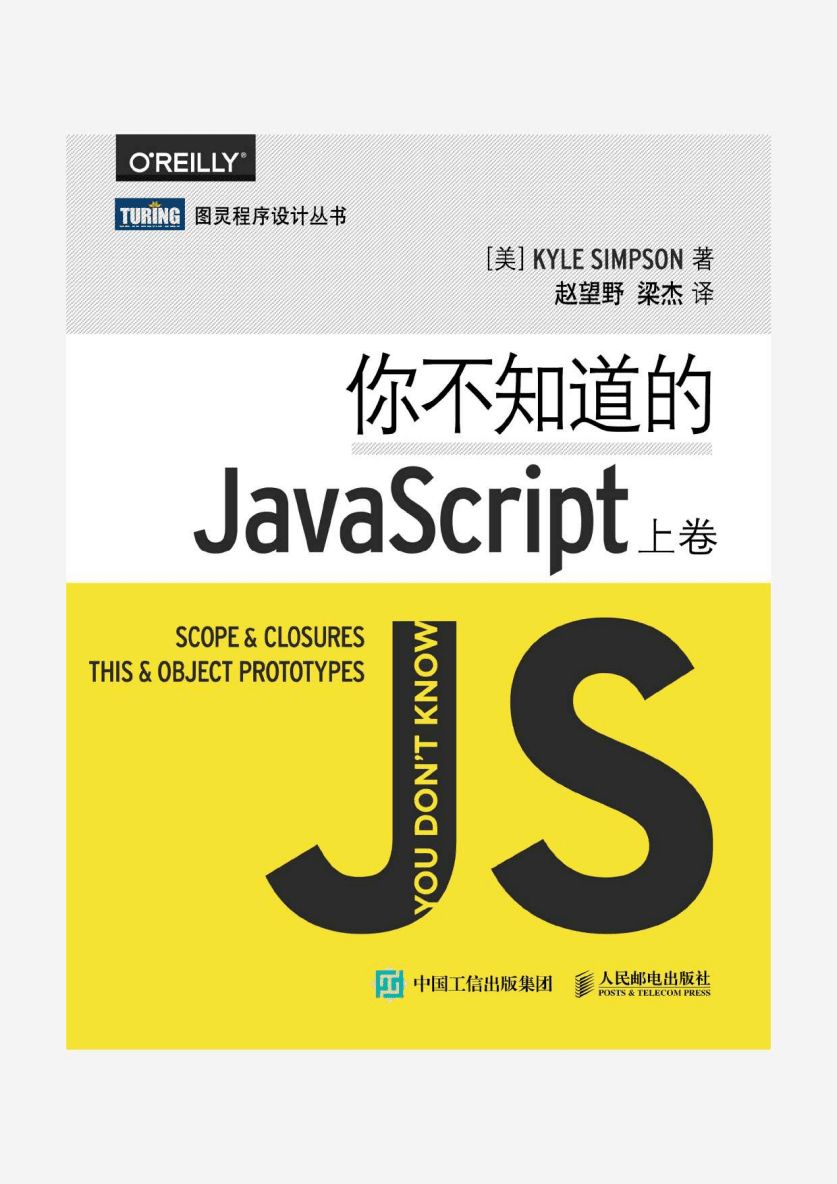 O'REILLY®
TURING 图灵程序设计丛书
[美] KYLE SIMPSON 著
赵望野 梁杰 译
你不知道的
JavaScript 上卷
SCOPE & CLOSURES
THIS & OBJECT PROTOTYPES
JS
YOU DON'T KNOW
中国工信出版集团
人民邮电出版社
POSTS & TELECOM PRESS